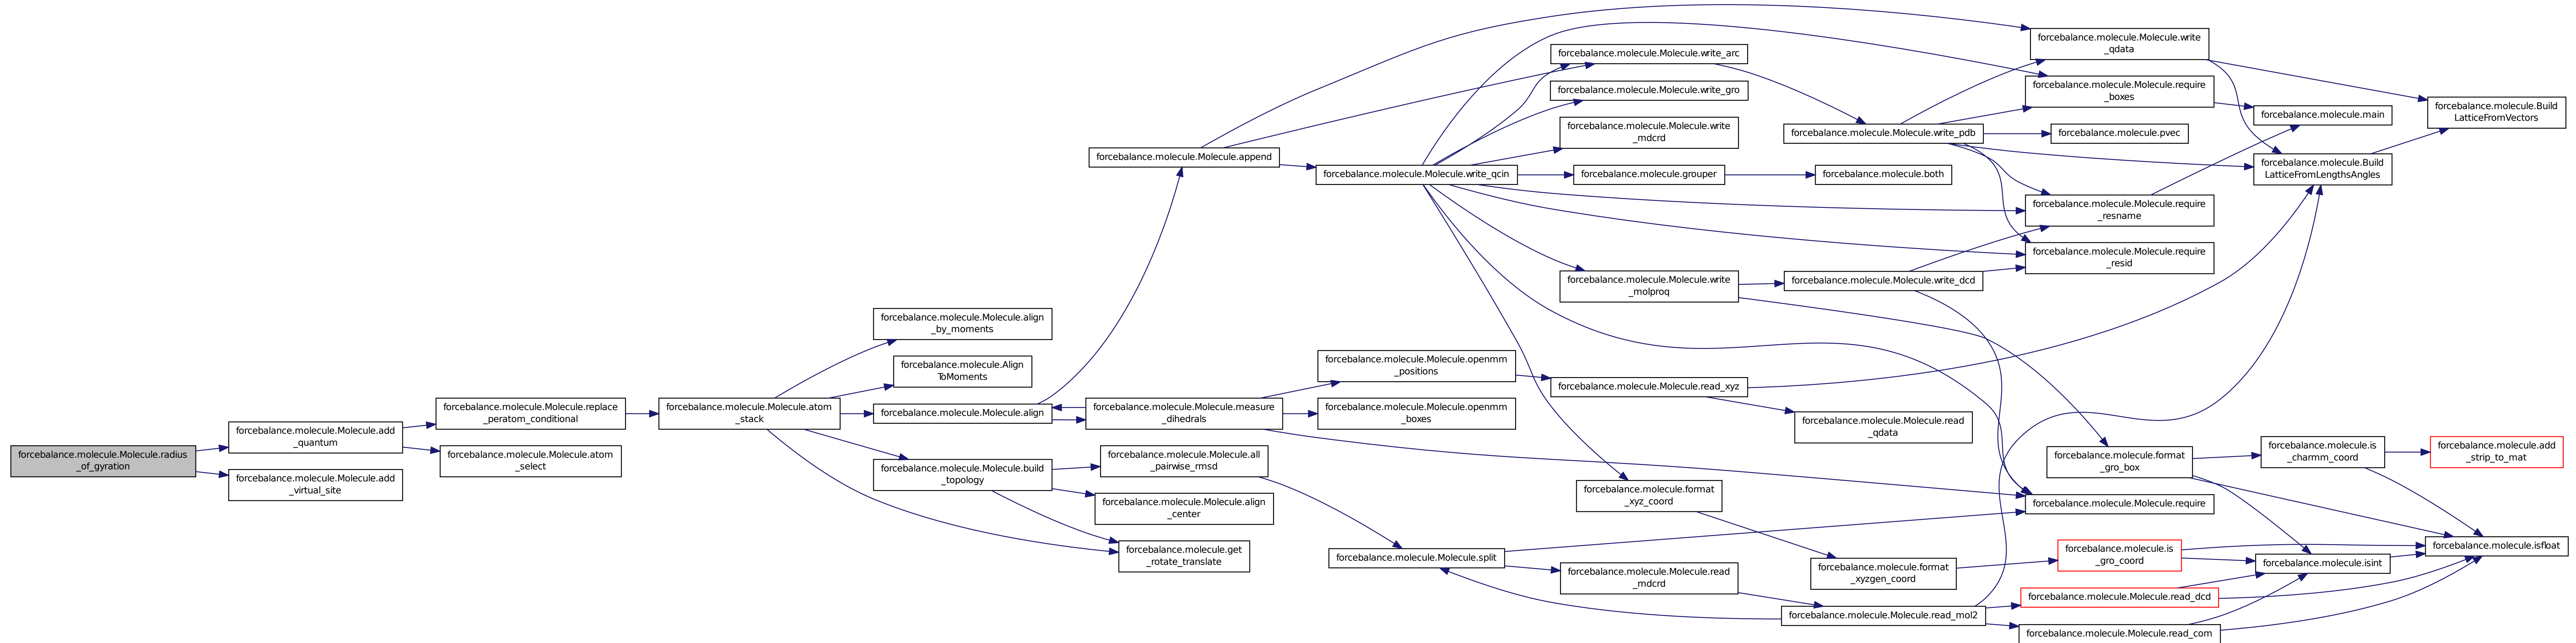 forcebalance.molecule.Molecule.radius
_of_gyration
forcebalance.molecule.Molecule.add
_quantum
forcebalance.molecule.Molecule.add
_virtual_site
forcebalance.molecule.Molecule.replace
_peratom_conditional
forcebalance.molecule.Molecule.atom
_select
forcebalance.molecule.Molecule.atom
_stack
forcebalance.molecule.Molecule.align
_by_moments
forcebalance.molecule.Align
ToMoments
forcebalance.molecule.Molecule.align
forcebalance.molecule.Molecule.build
_topology
forcebalance.molecule.Molecule.append
forcebalance.molecule.Molecule.measure
_dihedrals
forcebalance.molecule.Molecule.all
_pairwise_rmsd
forcebalance.molecule.Molecule.align
_center
forcebalance.molecule.get
_rotate_translate
forcebalance.molecule.Molecule.write_qcin
forcebalance.molecule.Molecule.openmm
_positions
forcebalance.molecule.Molecule.openmm
_boxes
forcebalance.molecule.Molecule.split
forcebalance.molecule.Molecule.write_arc
forcebalance.molecule.Molecule.write_gro
forcebalance.molecule.Molecule.write
_mdcrd
forcebalance.molecule.grouper
forcebalance.molecule.Molecule.write
_molproq
forcebalance.molecule.Molecule.read_xyz
forcebalance.molecule.format
_xyz_coord
forcebalance.molecule.Molecule.read
_mdcrd
forcebalance.molecule.Molecule.write_pdb
forcebalance.molecule.both
forcebalance.molecule.Molecule.write_dcd
forcebalance.molecule.Molecule.read
_qdata
forcebalance.molecule.format
_xyzgen_coord
forcebalance.molecule.Molecule.read_mol2
forcebalance.molecule.Molecule.write
_qdata
forcebalance.molecule.Molecule.require
_boxes
forcebalance.molecule.pvec
forcebalance.molecule.Molecule.require
_resname
forcebalance.molecule.Molecule.require
_resid
forcebalance.molecule.format
_gro_box
forcebalance.molecule.Molecule.require
forcebalance.molecule.is
_gro_coord
forcebalance.molecule.Molecule.read_dcd
forcebalance.molecule.Molecule.read_com
forcebalance.molecule.main
forcebalance.molecule.Build
LatticeFromLengthsAngles
forcebalance.molecule.is
_charmm_coord
forcebalance.molecule.isint
forcebalance.molecule.Build
LatticeFromVectors
forcebalance.molecule.add
_strip_to_mat
forcebalance.molecule.isfloat